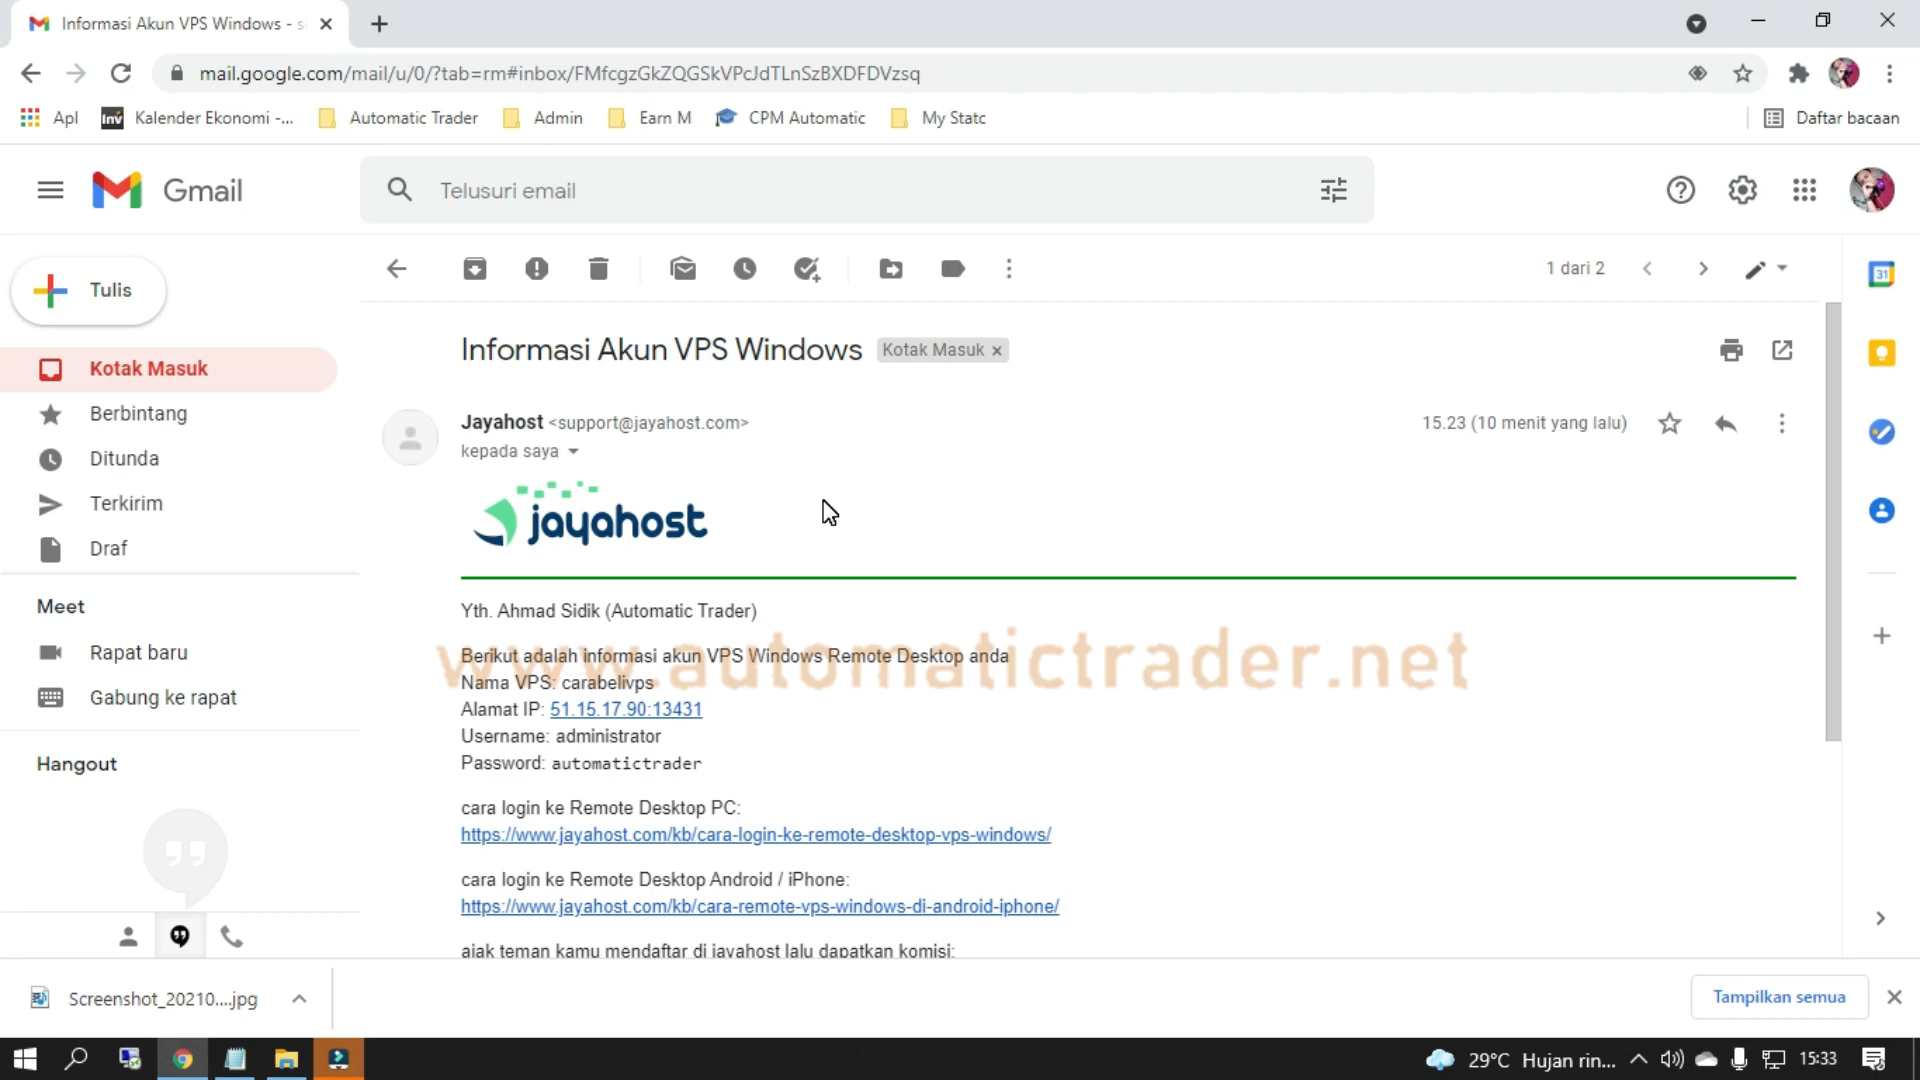 Informasi Akun VPS Windows - s
mail.google.com/mail/u/0/?tab=rm#inbox/FMfcgzGkZQGSkVPcJdTLnSzBXDFDVzsq
Apl
Inv
Kalender Ekonomi -...
Automatic Trader
Admin
Earn M
CPM Automatic
My Statc
Daftar bacaan
Gmail
Telusuri email
Tulis
1 dari 2
31
Kotak Masuk
Berbintang
Ditunda
Terkirim
Draf
Meet
Rapat baru
Gabung ke rapat
Hangout
Informasi Akun VPS Windows
Kotak Masuk ×
Jayahost <support@jayahost.com>
15.23 (10 menit yang lalu)
kepada saya
jayahost
Yth. Ahmad Sidik (Automatic Trader)
www.automatictrader.net
Berikut adalah informasi akun VPS Windows Remote Desktop anda
Nama VPS: carabelivps
Alamat IP: 51.15.17.90:13431
Username: administrator
Password: automatictrader
cara login ke Remote Desktop PC:
https://www.jayahost.com/kb/cara-login-ke-remote-desktop-vps-windows/
cara login ke Remote Desktop Android / iPhone:
https://www.jayahost.com/kb/cara-remote-vps-windows-di-android-iphone/
ajak teman kamu mendaftar di jayahost lalu dapatkan komisi:
Screenshot_20210....jpg
Tampilkan semua
29°C Hujan rin...
15:33